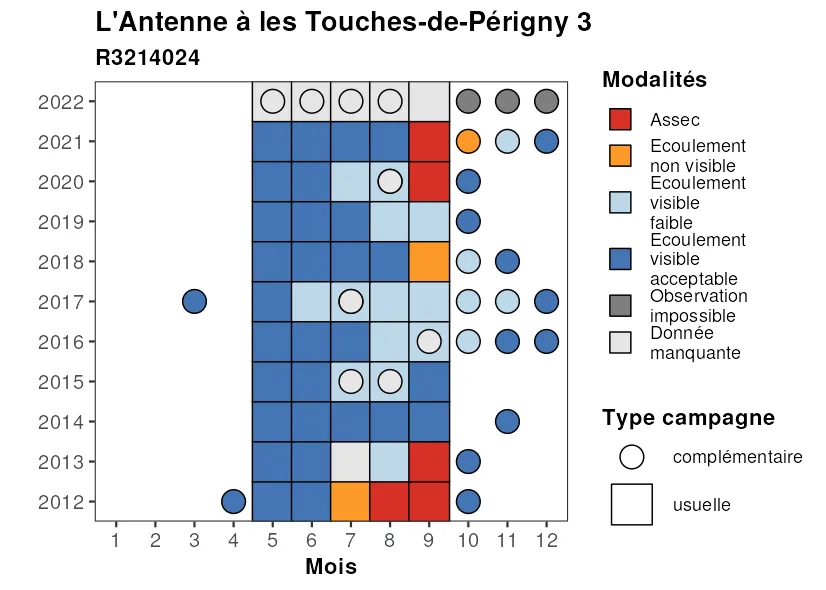 L'Antenne à les Touches-de-Périgny 3
R3214024
2022
2021
2020
2019
2018
2017
2016
2015
2014
2013
2012
1 2 3 4 5 6 7 8 9 10 11 12
Mois
Modalités
Assec
Ecoulement
non visible
Ecoulement
visible
faible
Ecoulement
visible
acceptable
Observation
impossible
Donnée
manquante
Type campagne
complémentaire
usuelle